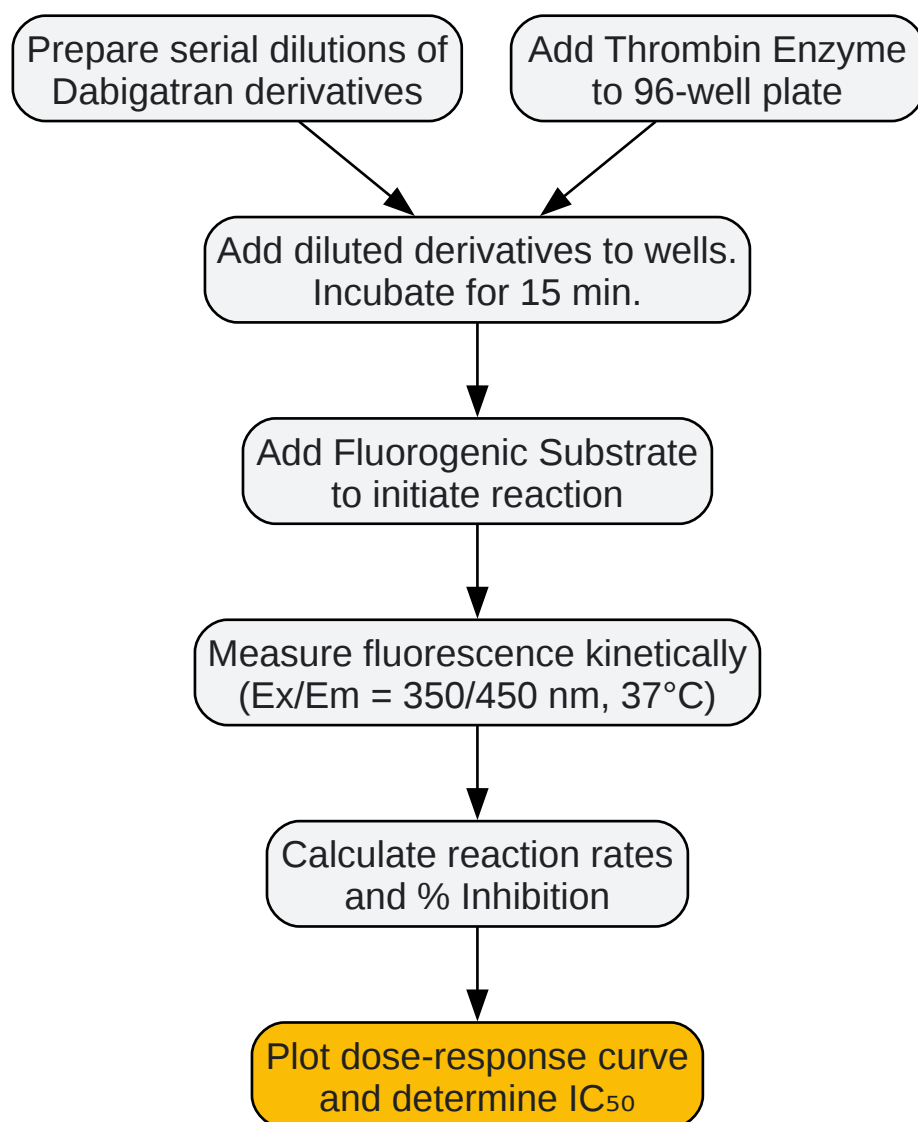 Prepare serial dilutions of
Dabigatran derivatives
Add Thrombin Enzyme
to 96-well plate
Add diluted derivatives to wells.
Incubate for 15 min.
Add Fluorogenic Substrate
to initiate reaction
Measure fluorescence kinetically
(Ex/Em = 350/450 nm, 37°C)
Calculate reaction rates
and % Inhibition
Plot dose-response curve
and determine IC₅₀